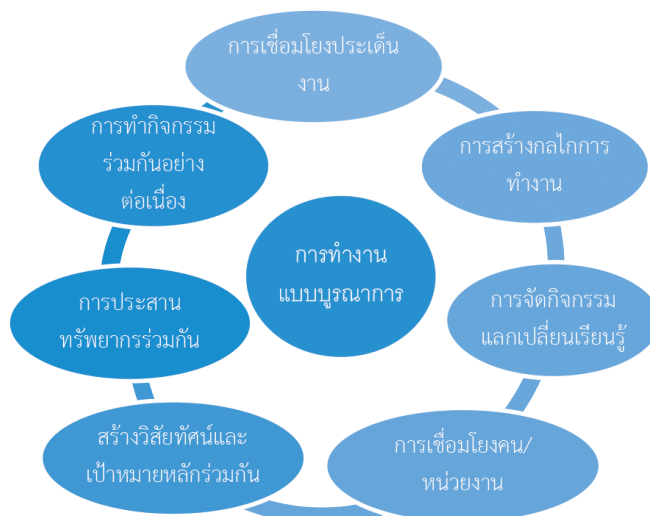 การเชื่อมโยงประเด็น
งาน
การสร้างกลไกการ
ทำงาน
การจัดกิจกรรม
แลกเปลี่ยนเรียนรู้
การเชื่อมโยงคน/
หน่วยงาน
สร้างวิสัยทัศน์และ
เป้าหมายหลักร่วมกัน
การประสาน
ทรัพยากรร่วมกัน
การทำกิจกรรม
ร่วมกันอย่าง
ต่อเนื่อง
การทำงาน
แบบบูรณาการ